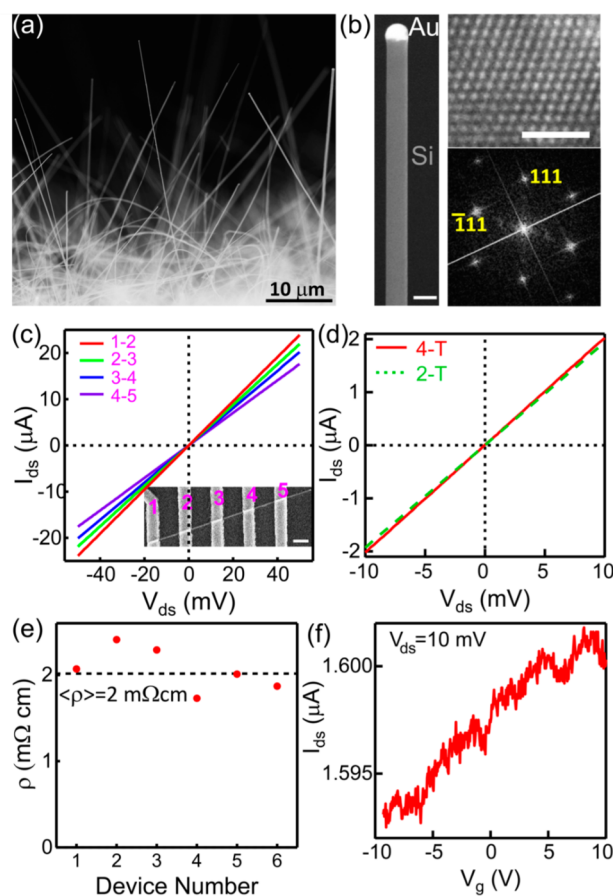 (a)
10 μm
(b)
Au
Si
111
1̅11
(c)
1-2
2-3
3-4
4-5
20
10
0
-10
-20
I_ds (μA)
1 2 3 4 5
-40 -20 0 20 40
V_ds (mV)
(d)
4-T
2-T
2
1
0
-1
-2
I_ds (μA)
-10 -5 0 5 10
V_ds (mV)
(e)
2
1
0
ρ (mΩ cm)
<ρ>=2 mΩcm
1 2 3 4 5 6
Device Number
(f)
V_ds=10 mV
1.600
1.595
I_ds (μA)
-10 -5 0 5 10
V_g (V)